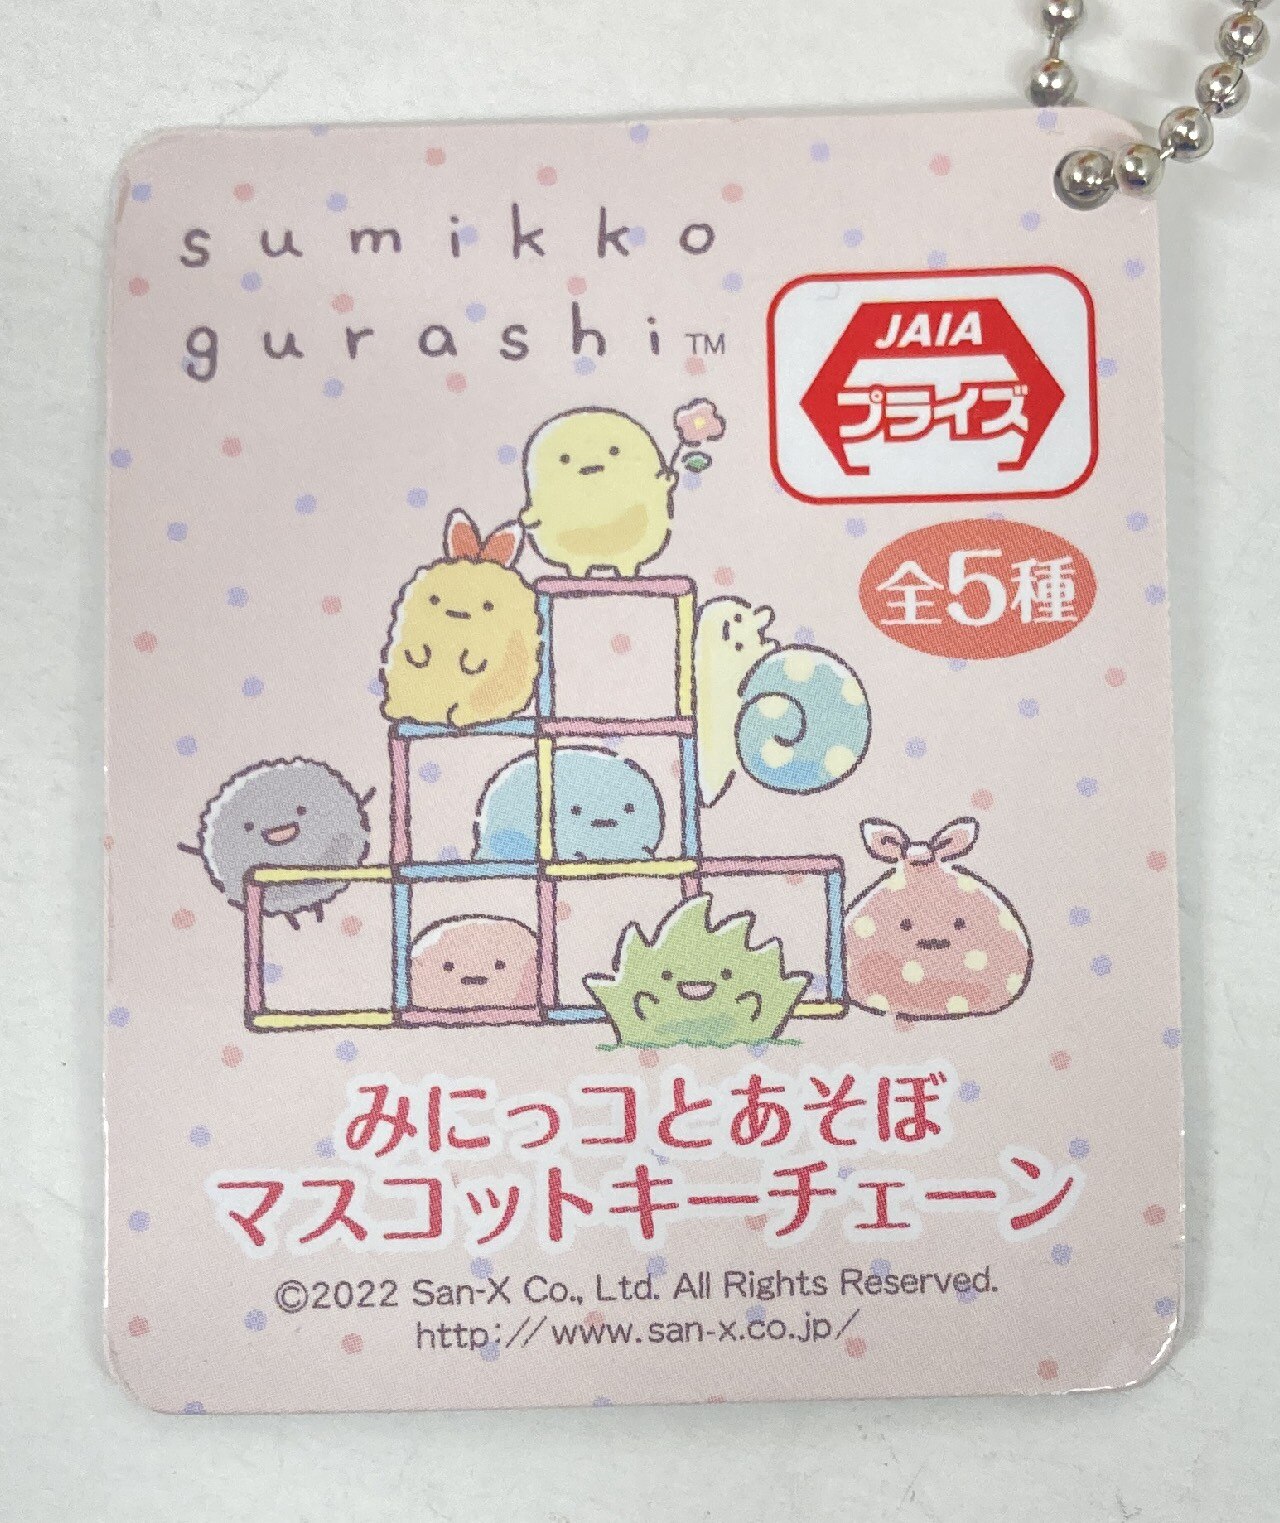 sumikko
gurashi™
JAIA
プライズ
全5種
みにっコとあそぼ
マスコットキーチェーン
©2022 San-X Co., Ltd. All Rights Reserved.
http://www.san-x.co.jp/